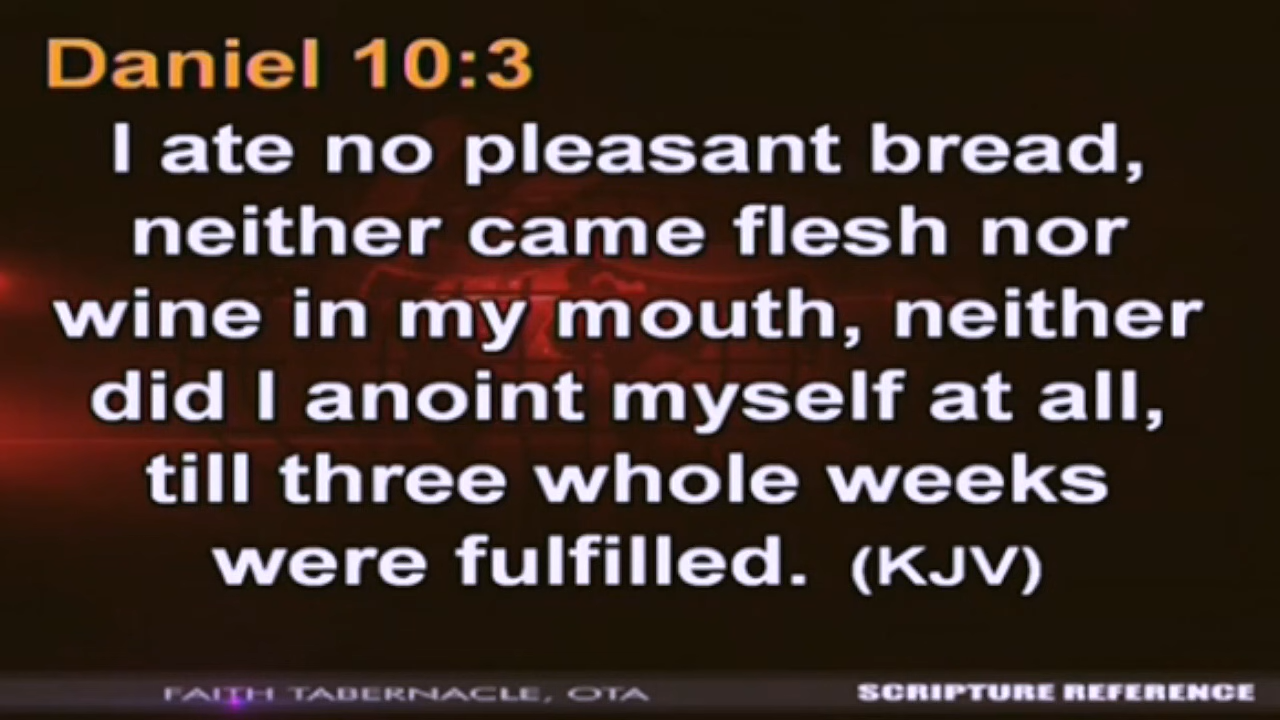 Daniel 10:3
I ate no pleasant bread,
neither came flesh nor
wine in my mouth, neither
did I anoint myself at all,
till three whole weeks
were fulfilled. (KJV)
FAITH TABERNACLE, OTA
SCRIPTURE REFERENCE